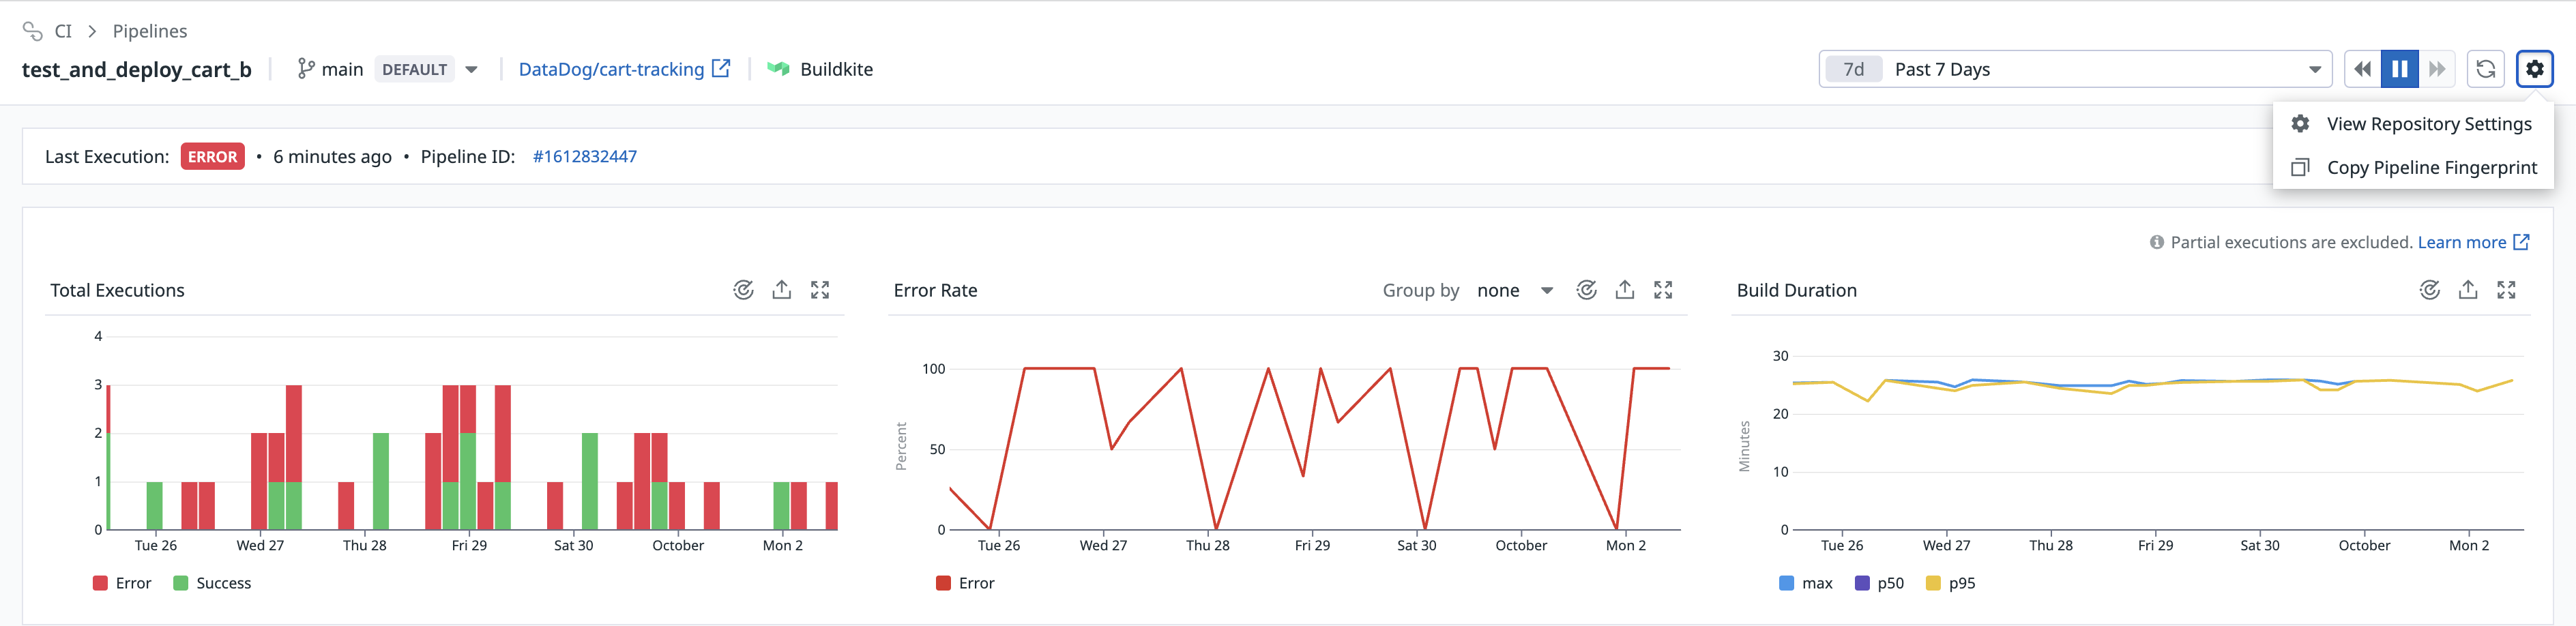 CI > Pipelines
test_and_deploy_cart_b main DEFAULT DataDog/cart-tracking Buildkite 7d Past 7 Days
View Repository Settings
Copy Pipeline Fingerprint
Last Execution: ERROR • 6 minutes ago • Pipeline ID: #1612832447
Partial executions are excluded. Learn more
Total Executions
4
3
2
1
0
Tue 26 Wed 27 Thu 28 Fri 29 Sat 30 October Mon 2
Error Success
Error Rate Group by none
Percent
100
50
0
Tue 26 Wed 27 Thu 28 Fri 29 Sat 30 October Mon 2
Error
Build Duration
Minutes
30
20
10
0
Tue 26 Wed 27 Thu 28 Fri 29 Sat 30 October Mon 2
max p50 p95